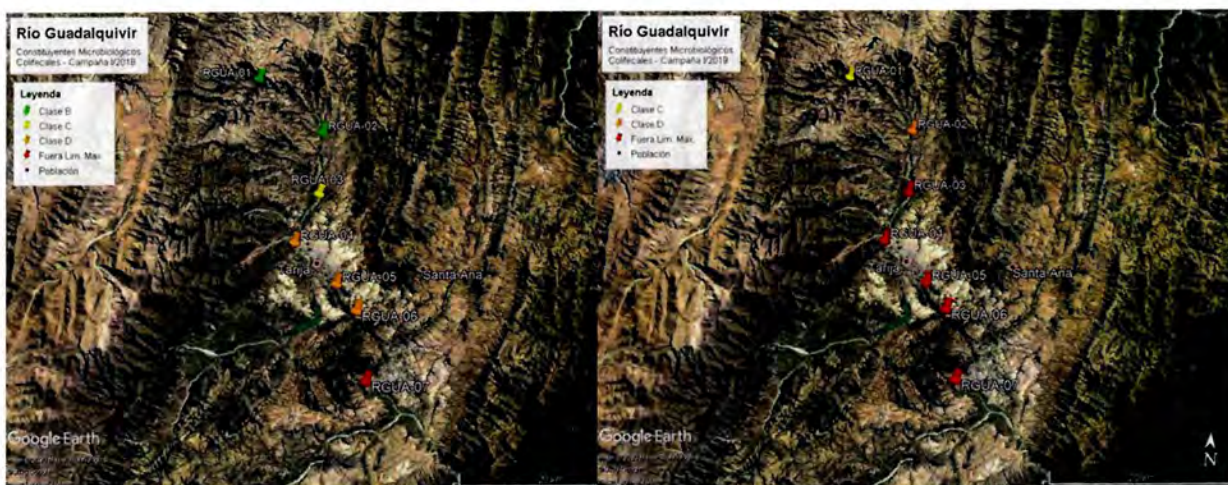 Río Guadalquivir
Constituyentes Microbiológicos
Colifecales - Campaña I/2018
Leyenda
Clase B
Clase C
Clase D
Fuera Lim. Max.
Población
RGUA-01
RGUA-02
RGUA-03
RGUA-04
Tarija
RGUA-05
Santa Ana
RGUA-06
RGUA-07
Google Earth
Río Guadalquivir
Constituyentes Microbiológicos
Colifecales - Campaña I/2019
Leyenda
Clase C
Clase D
Fuera Lim. Max.
Población
RGUA-01
RGUA-02
RGUA-03
RGUA-04
Tarija
RGUA-05
Santa Ana
RGUA-06
RGUA-07
Google Earth
N